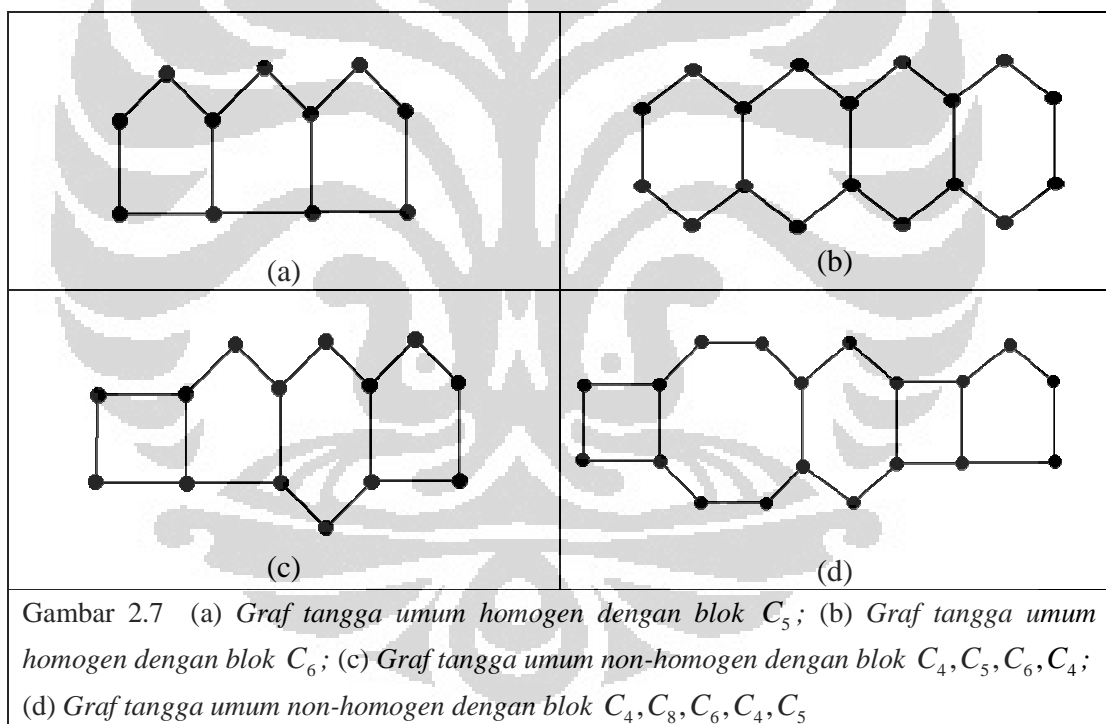 (a)
(b)
(c)
(d)
Gambar 2.7 (a) Graf tangga umum homogen dengan blok C₅; (b) Graf tangga umum
homogen dengan blok C₆; (c) Graf tangga umum non-homogen dengan blok C₄,C₅,C₆,C₄;
(d) Graf tangga umum non-homogen dengan blok C₄,C₈,C₆,C₄,C₅